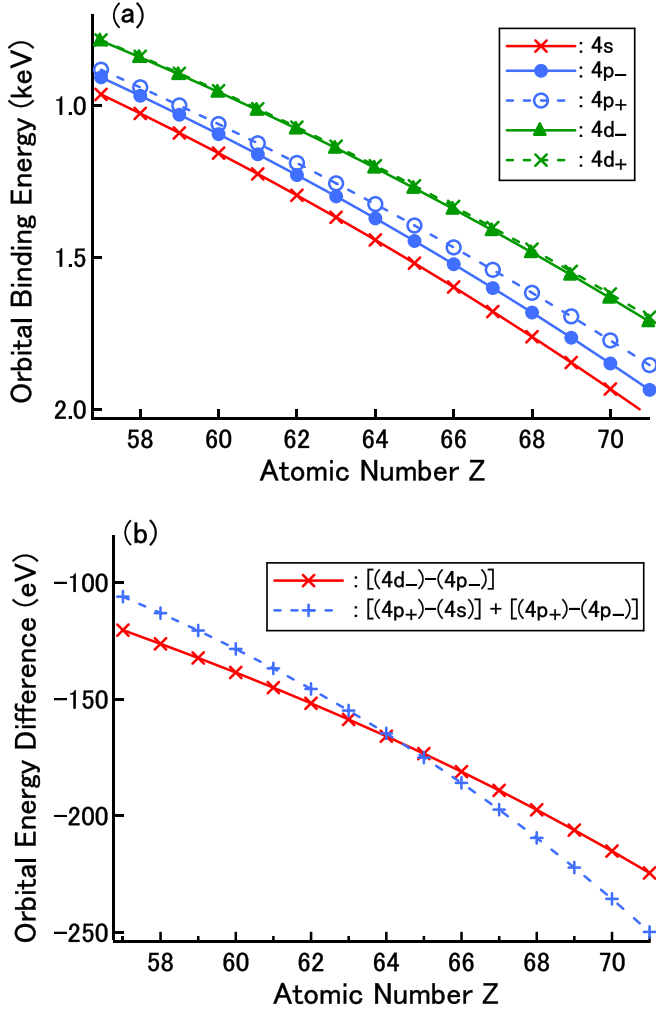 (a)
: 4s
: 4p−
: 4p+
: 4d−
: 4d+
Orbital Binding Energy (keV)
1.0
1.5
2.0
58 60 62 64 66 68 70
Atomic Number Z
(b)
: [(4d−)-(4p−)]
: [(4p+)-(4s)] + [(4p+)-(4p−)]
Orbital Energy Difference (eV)
-100
-150
-200
-250
58 60 62 64 66 68 70
Atomic Number Z